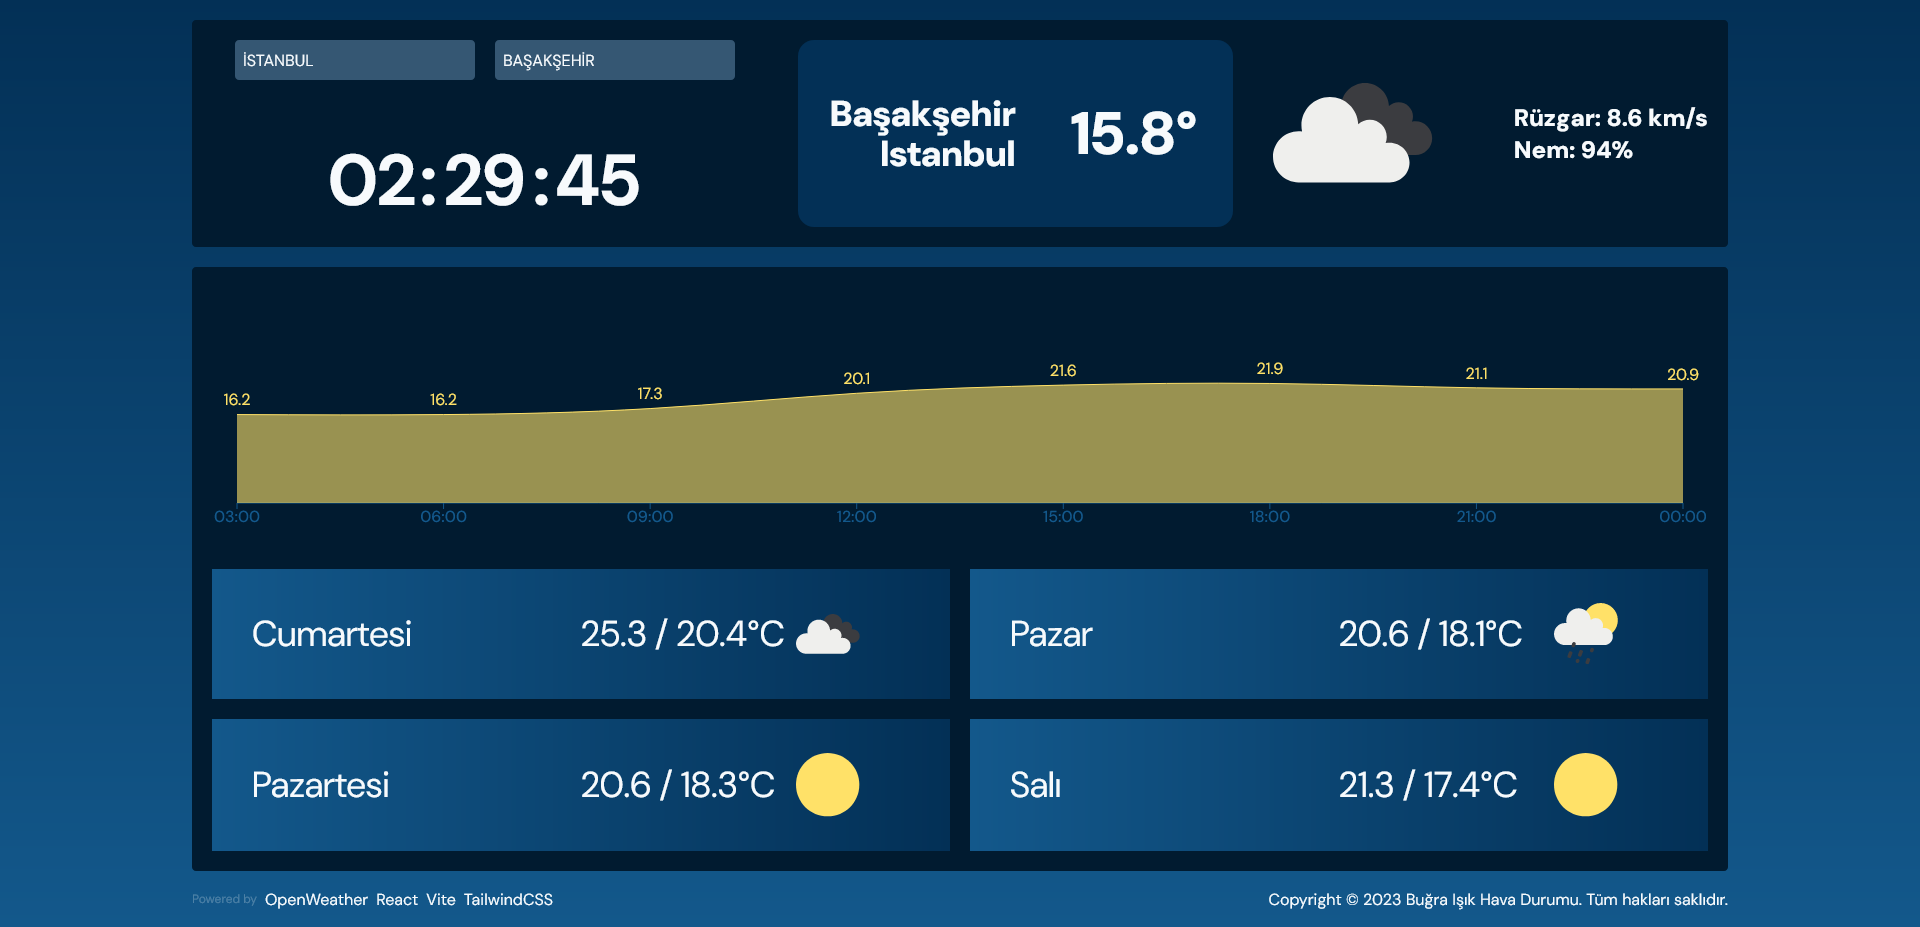 İSTANBUL
BAŞAKŞEHİR
02:29:45
Başakşehir
Istanbul
15.8°
Rüzgar: 8.6 km/s
Nem: 94%
16.2
16.2
17.3
20.1
21.6
21.9
21.1
20.9
03:00
06:00
09:00
12:00
15:00
18:00
21:00
00:00
Cumartesi
25.3 / 20.4°C
Pazar
20.6 / 18.1°C
Pazartesi
20.6 / 18.3°C
Salı
21.3 / 17.4°C
Powered by OpenWeather React Vite TailwindCSS
Copyright © 2023 Buğra Işık Hava Durumu. Tüm hakları saklıdır.